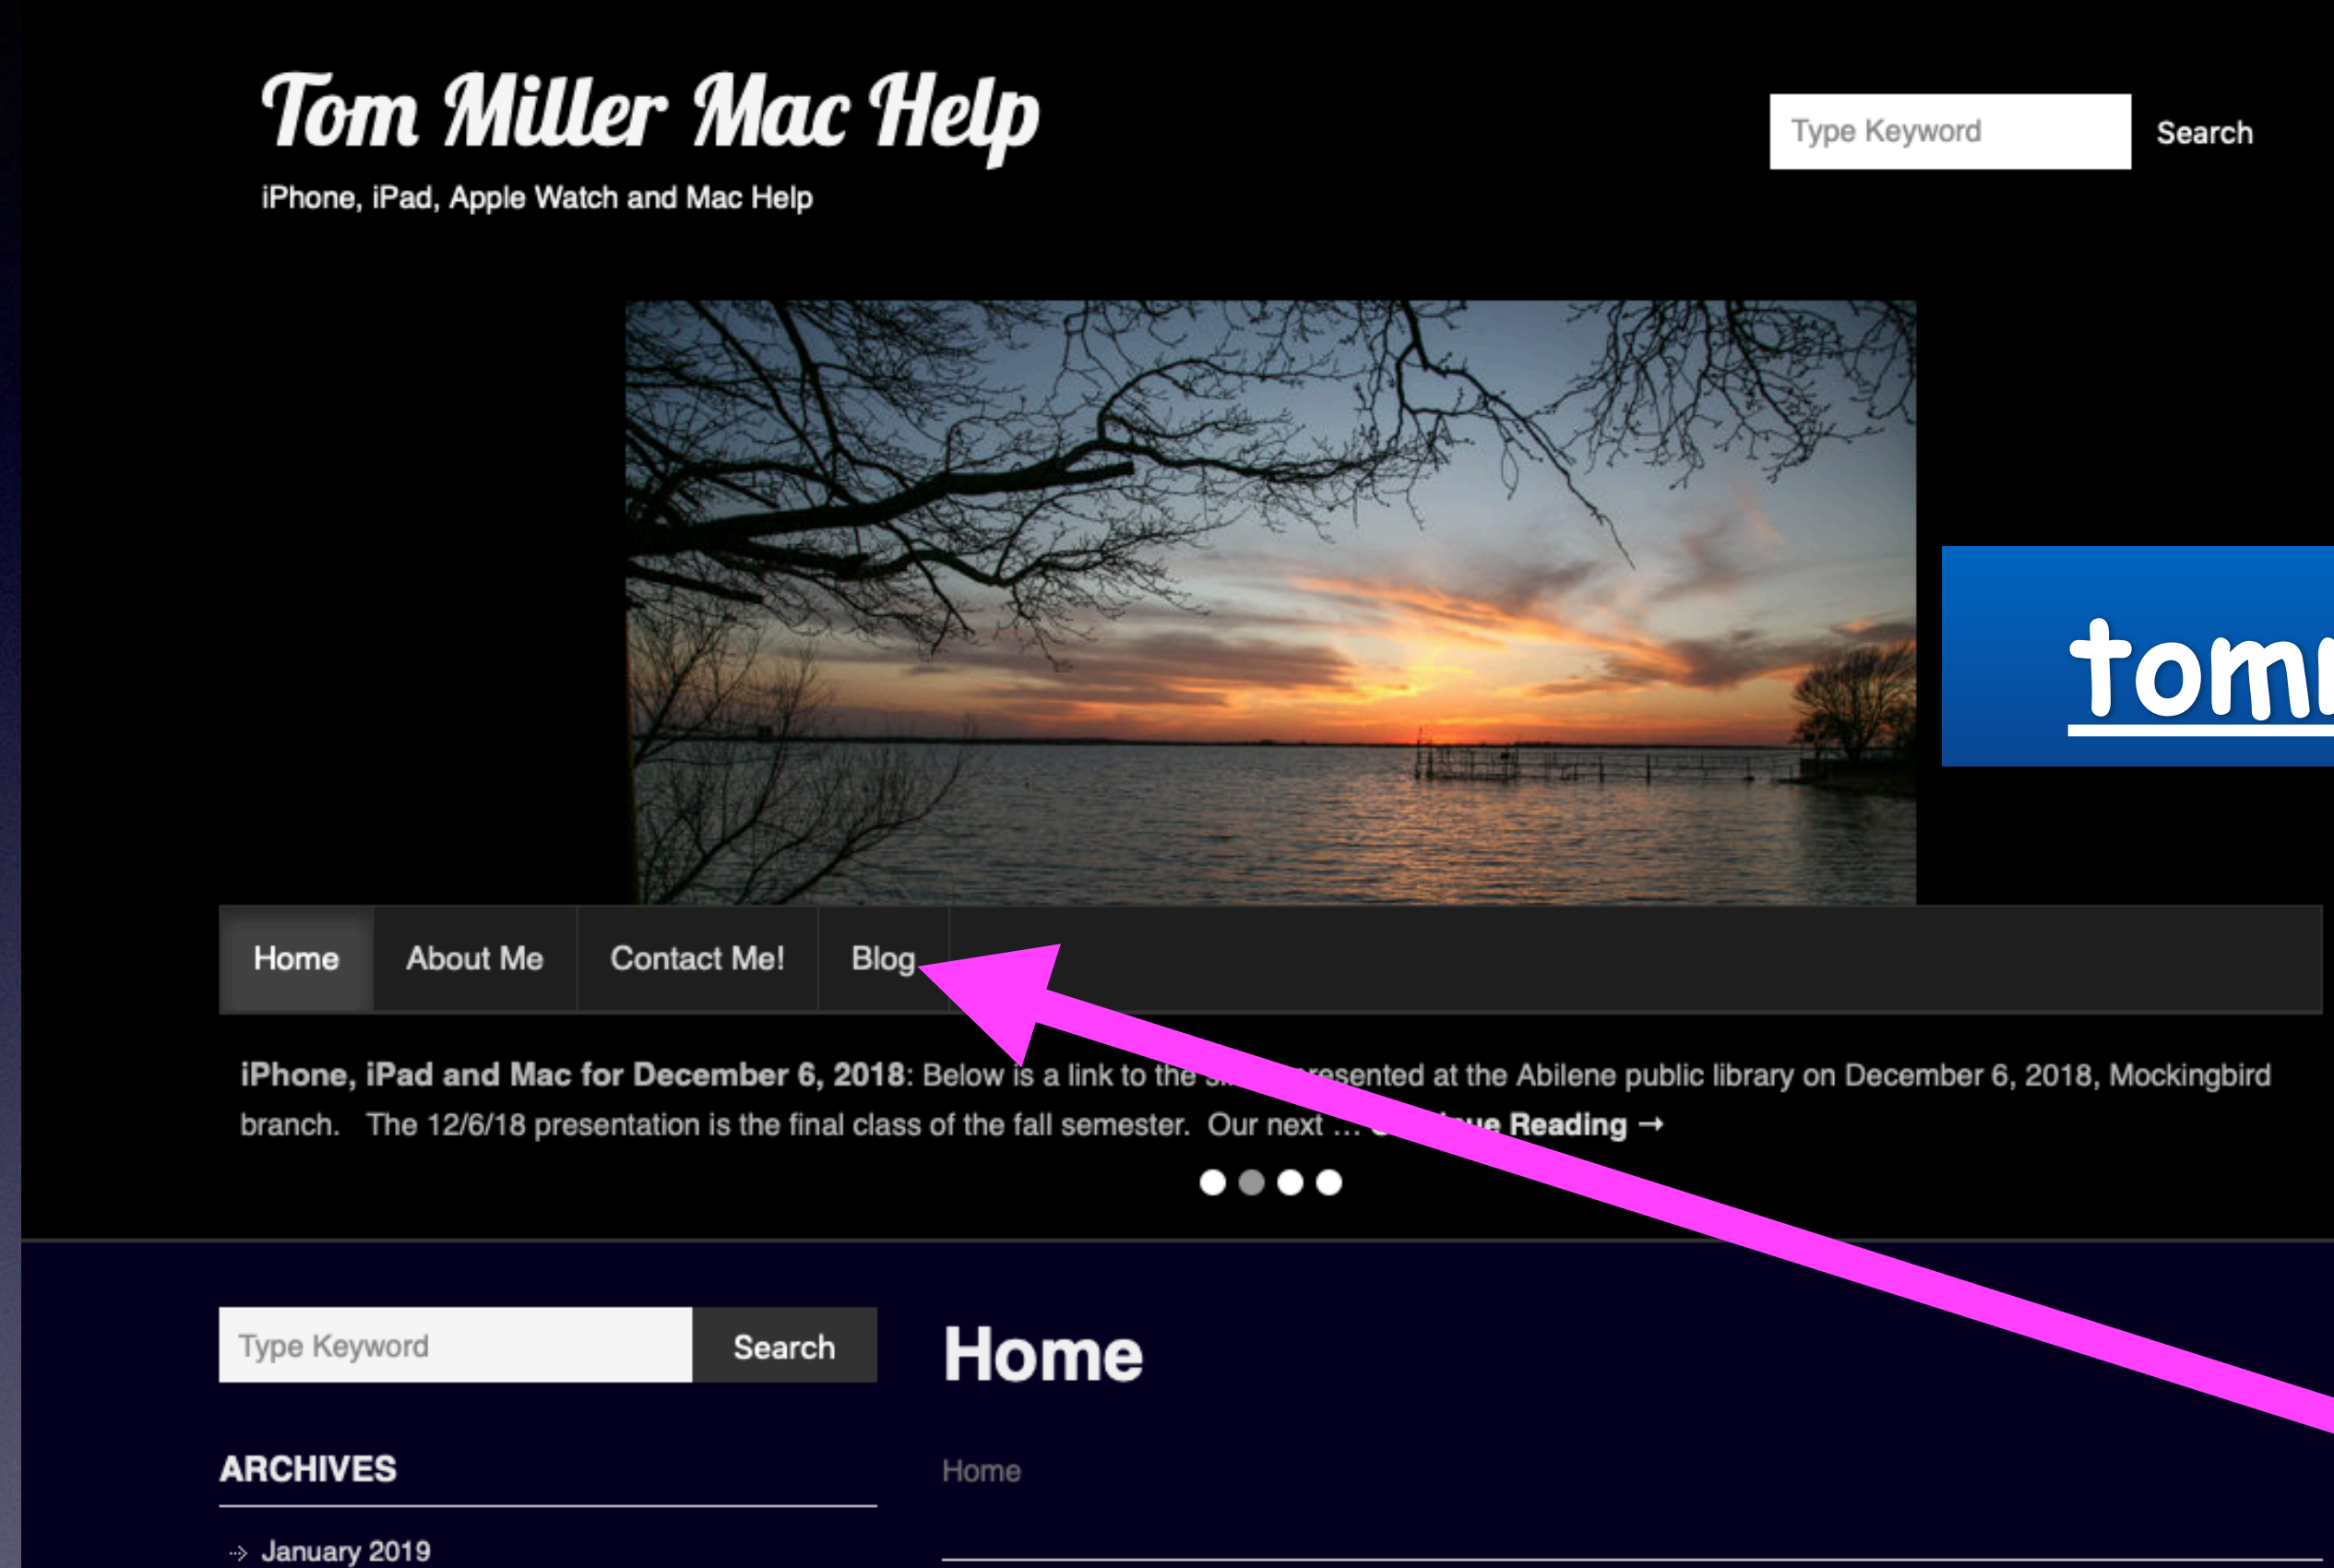 Tom Miller Mac Help
iPhone, iPad, Apple Watch and Mac Help
Type Keyword Search
Home About Me Contact Me! Blog
iPhone, iPad and Mac for December 6, 2018: Below is a link to the presented at the Abilene public library on December 6, 2018, Mockingbird
branch. The 12/6/18 presentation is the final class of the fall semester. Our next ... Reading →
Type Keyword Search
Home
ARCHIVES
Home
January 2019